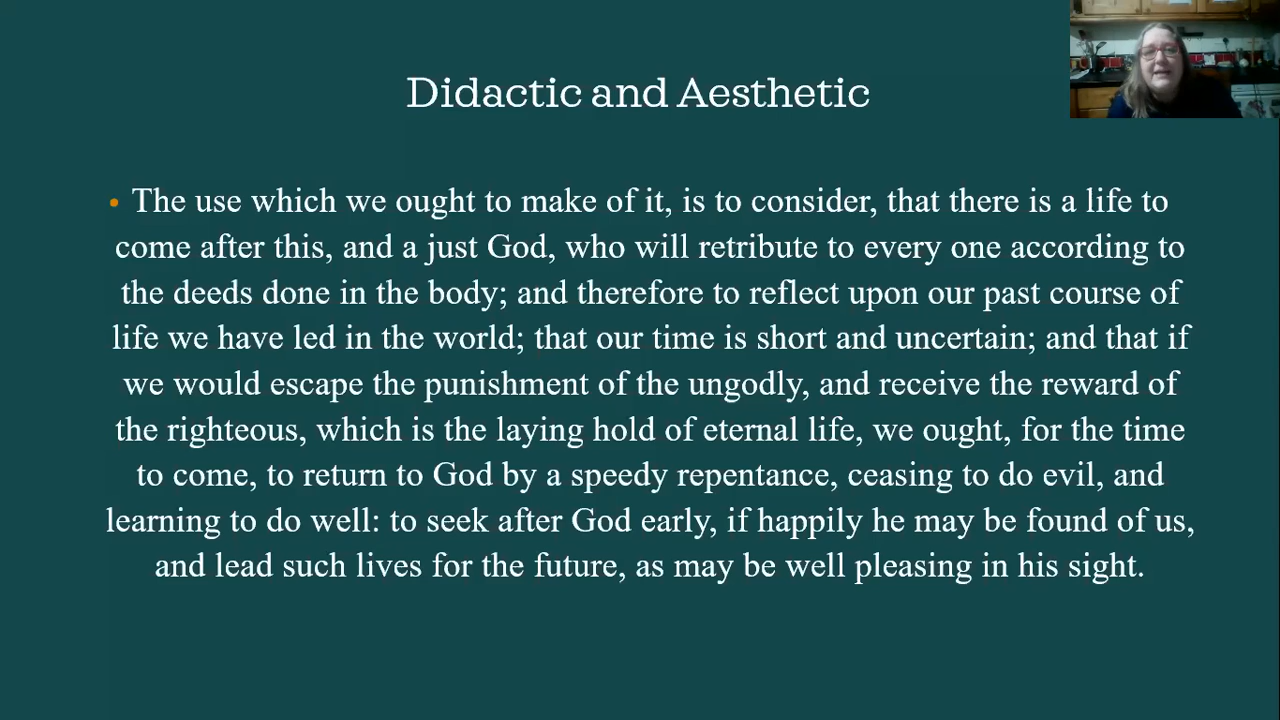 Didactic and Aesthetic
• The use which we ought to make of it, is to consider, that there is a life to
come after this, and a just God, who will retribute to every one according to
the deeds done in the body; and therefore to reflect upon our past course of
life we have led in the world; that our time is short and uncertain; and that if
we would escape the punishment of the ungodly, and receive the reward of
the righteous, which is the laying hold of eternal life, we ought, for the time
to come, to return to God by a speedy repentance, ceasing to do evil, and
learning to do well: to seek after God early, if happily he may be found of us,
and lead such lives for the future, as may be well pleasing in his sight.